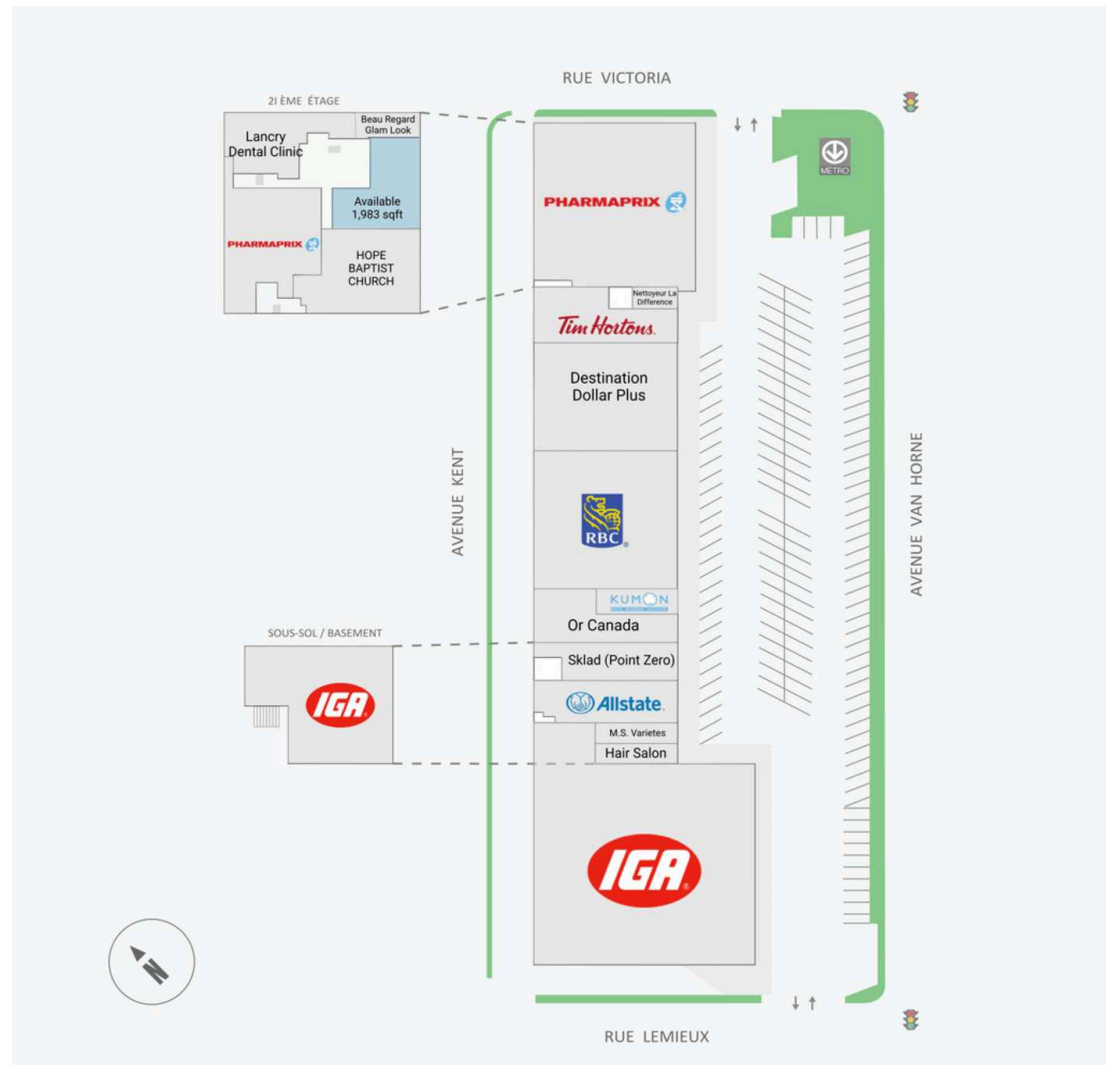 RUE VICTORIA
2I ÈME ÉTAGE
Beau Regard
Glam Look
Lancry
Dental Clinic
METRO
Available
1,983 sqft
PHARMAPRIX
PHARMAPRIX
HOPE
BAPTIST
CHURCH
Nettoyeur La
Difference
Tim Hortons.
Destination
Dollar Plus
AVENUE KENT
AVENUE VAN HORNE
RBC
KUMON
Or Canada
SOUS-SOL / BASEMENT
Sklad (Point Zero)
IGA
Allstate.
M.S. Varietes
Hair Salon
IGA
N
RUE LEMIEUX